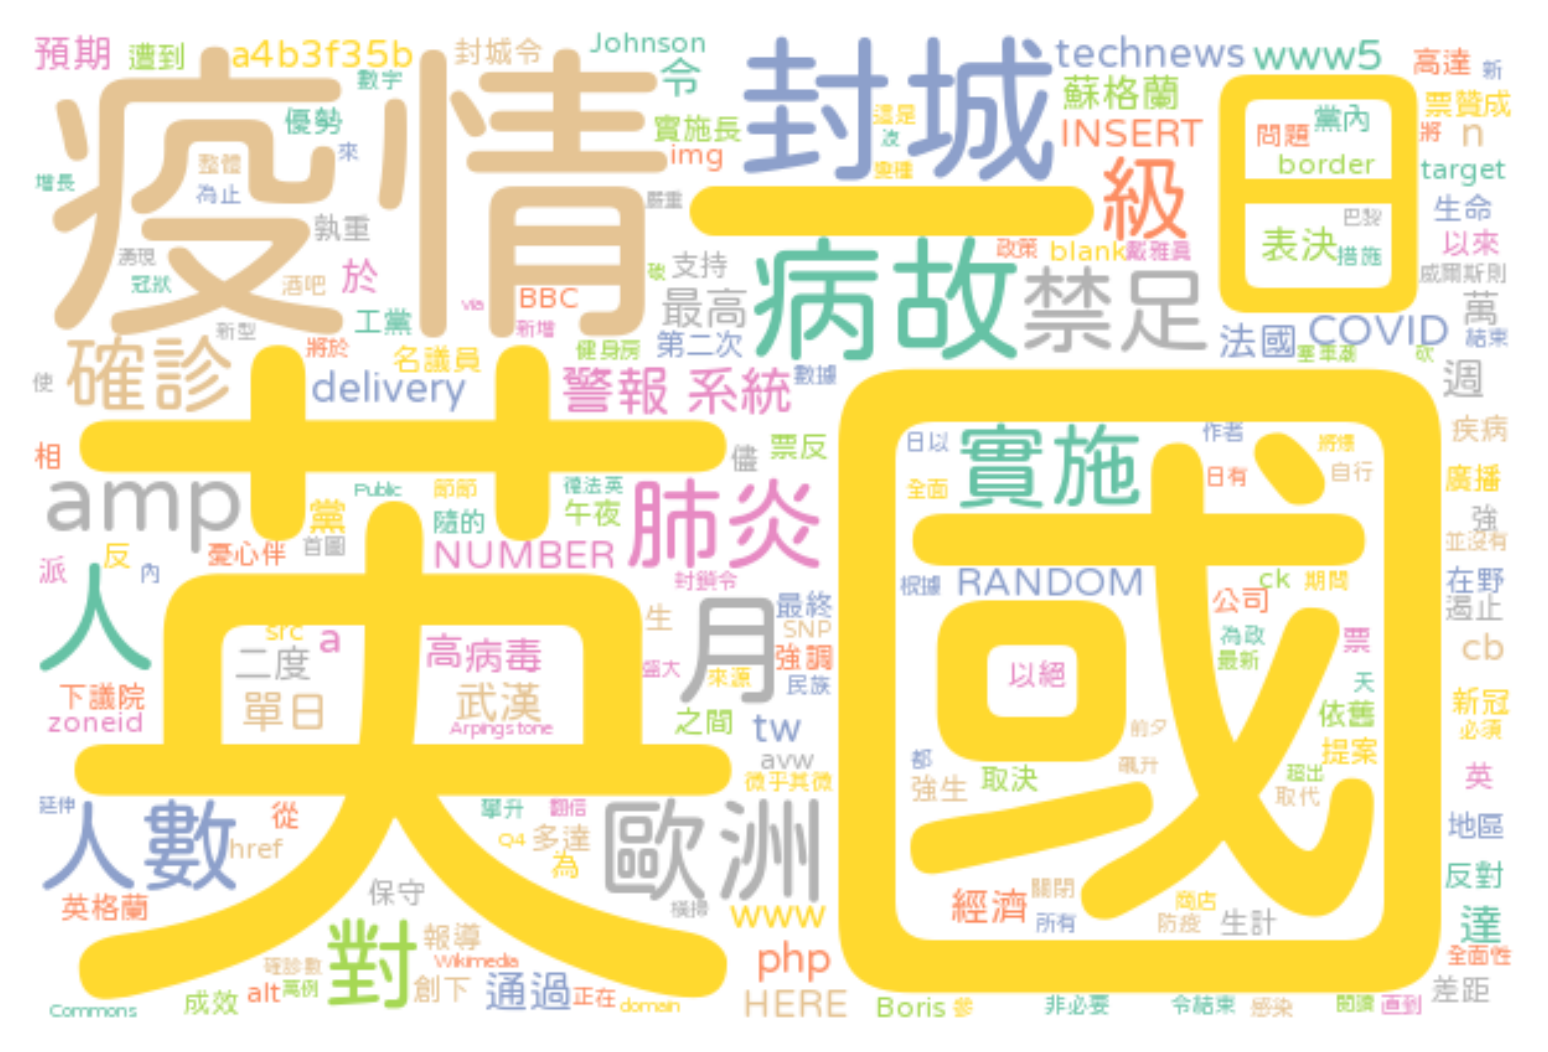 預期 遭到 a4b3f35b 封城令 Johnson 令 封城 technews www5 高達 新
數字 疫情 優勢 實施長 這是 蘇格蘭 一日 黨內 票贊成
整體 來 img 變種 INSERT 問題 將 n
增長 為止 嚴重 級 border target
孰重 政策 blank 戴雅真 表決 巴黎 生命
湧現 於 支持 病故 禁足 措施 以來
冠狀 酒吧 via BBC 最高 威爾斯則
新型 工黨 新增 第二次 法國 COVID 萬 結束
確診 將於 名議員 健身房 塞車潮 砍
使 delivery 警報 系統 數據 週
英國
相 儘 票反 日以 實施 作者 將燬 疾病
amp Public 節節 肺炎 全面 日有 自行 廣播
黨 隨的 午夜 強
派 反 內 憂心伴 首圖 NUMBER 並沒有
人 封鎖令 根據 RANDOM ck 期間 在野
src a 高病毒 生 月 最終 公司 遏止
二度 SNP 為政 票 cb
下議院 單日 武漢 盛大 來源 強調 以絕 最新
zoneid Arpingstone 之間 民族 天 新冠
tw 前夕 依舊 必須
avw 都 飆升 提案
微乎其微 強生 取決 超出 英
延伸 人數 從 攀升 翻信 歐洲 取代
href Q4 多達 地區
保守 為 反對
英格蘭 橫掃 www 經濟 關閉 商店 達
對 報導 所有 防疫 生計
確診數 Wikimedia php 全面性
成效 alt 萬例 創下 通過 正在 HERE 差距
Commons domain Boris 參 非必要 令結束 感染 閱讀 直到